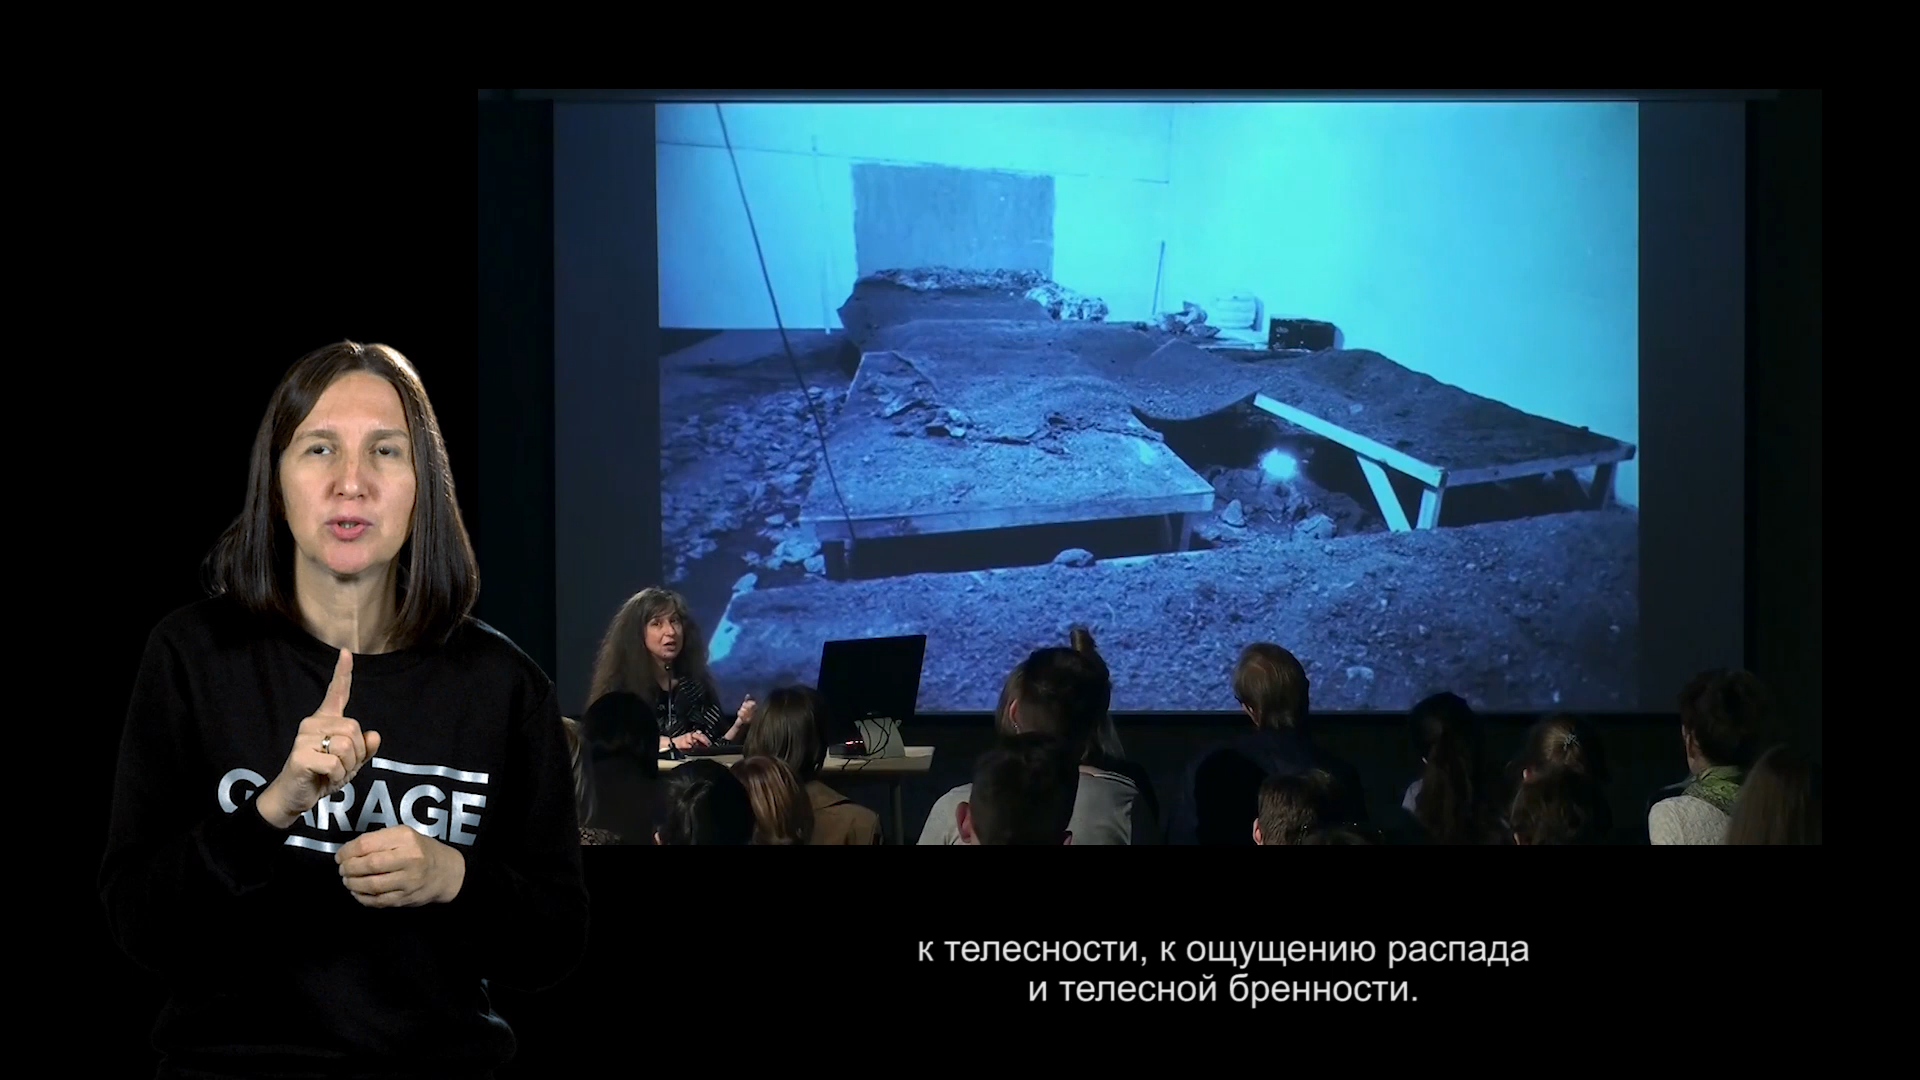 GARAGE
к телесности, к ощущению распада
и телесной бренности.